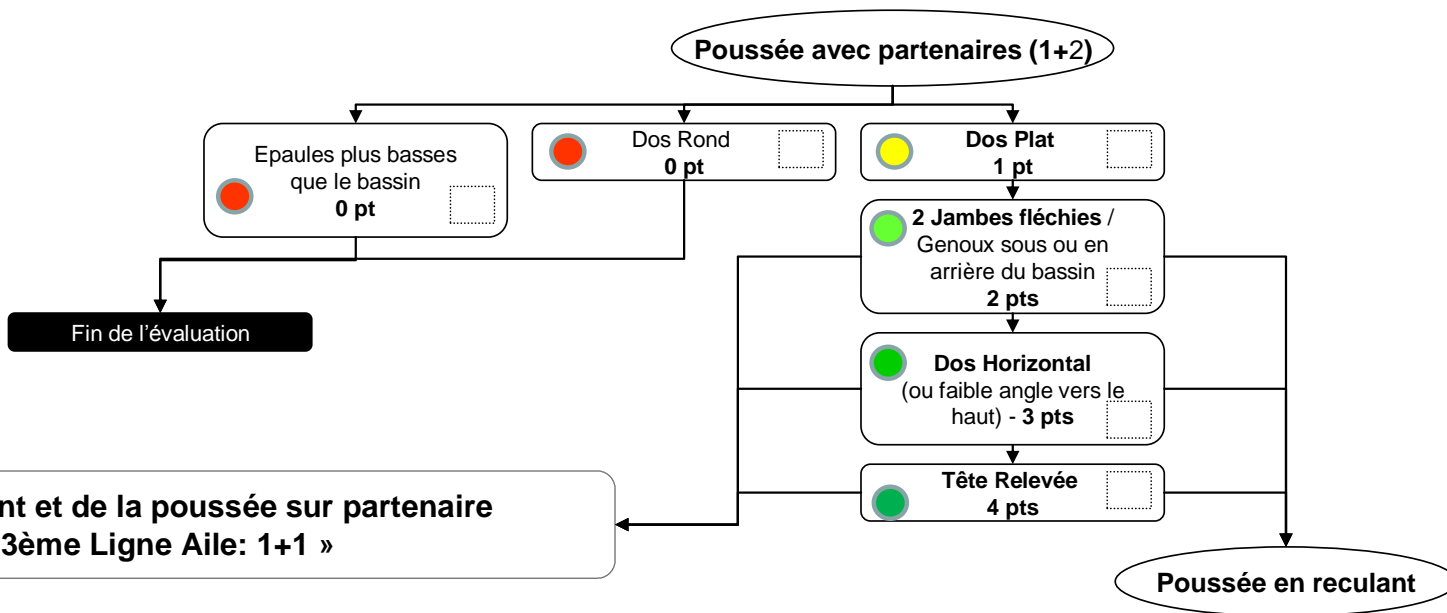 Poussée avec partenaires (1+2)
Epaules plus basses
que le bassin
0 pt
Dos Rond
0 pt
Dos Plat
1 pt
2 Jambes fléchies /
Genoux sous ou en
arrière du bassin
2 pts
Fin de l’évaluation
Dos Horizontal
(ou faible angle vers le
haut) - 3 pts
Tête Relevée
4 pts
nt et de la poussée sur partenaire
3ème Ligne Aile: 1+1 »
Poussée en reculant